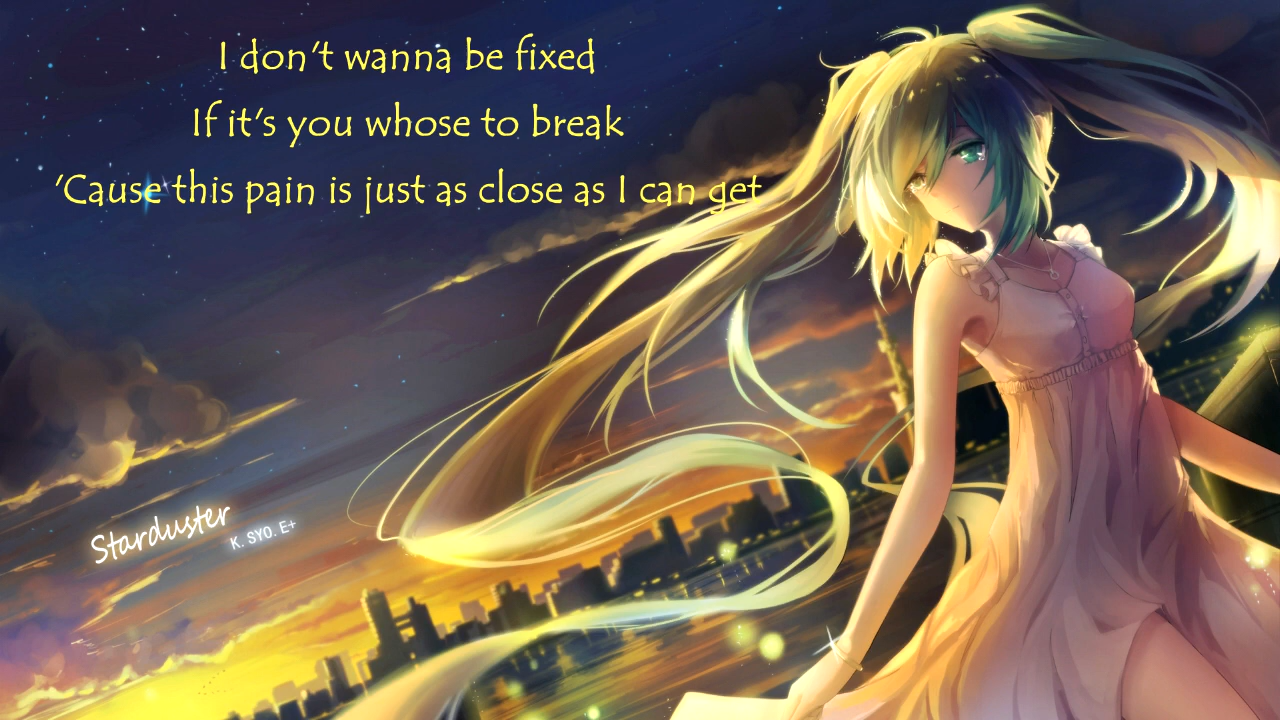 I don't wanna be fixed
If it's you whose to break
'Cause this pain is just as close as I can get
Starduster
K. SYO. E+